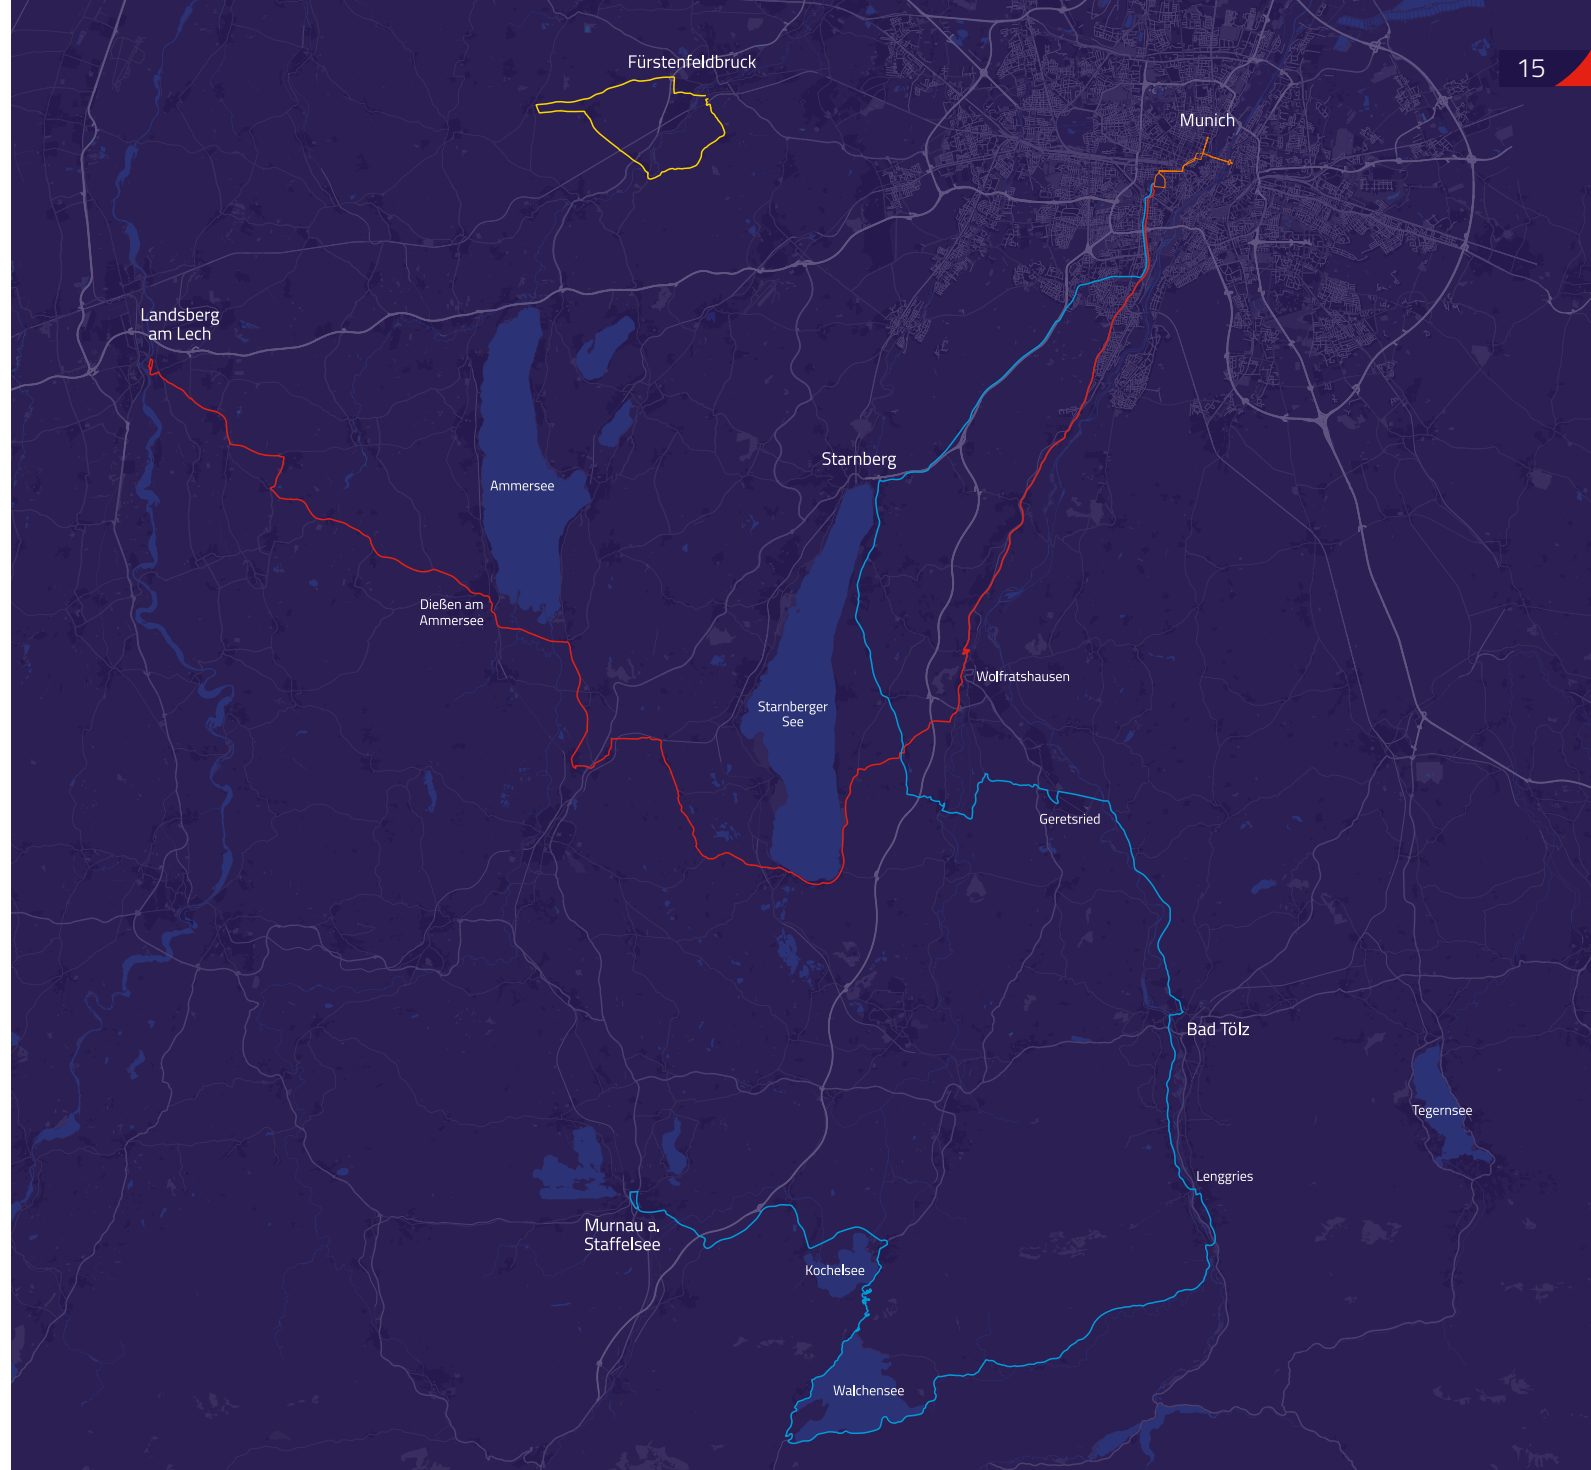 Fürstenfeldbruck
15
Munich
Landsberg
am Lech
Starnberg
Ammersee
Dießen am
Ammersee
Wolfratshausen
Starnberger
See
Geretsried
Bad Tölz
Tegernsee
Lenggries
Murnau a.
Staffelsee
Kochelsee
Walchensee